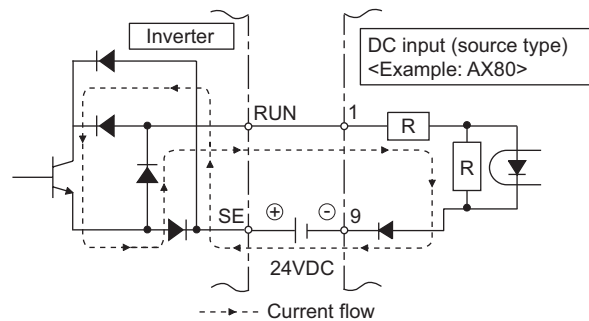 Inverter
DC input (source type)
<Example: AX80>
RUN
1
R
R
SE
+
-
9
24VDC
Current flow